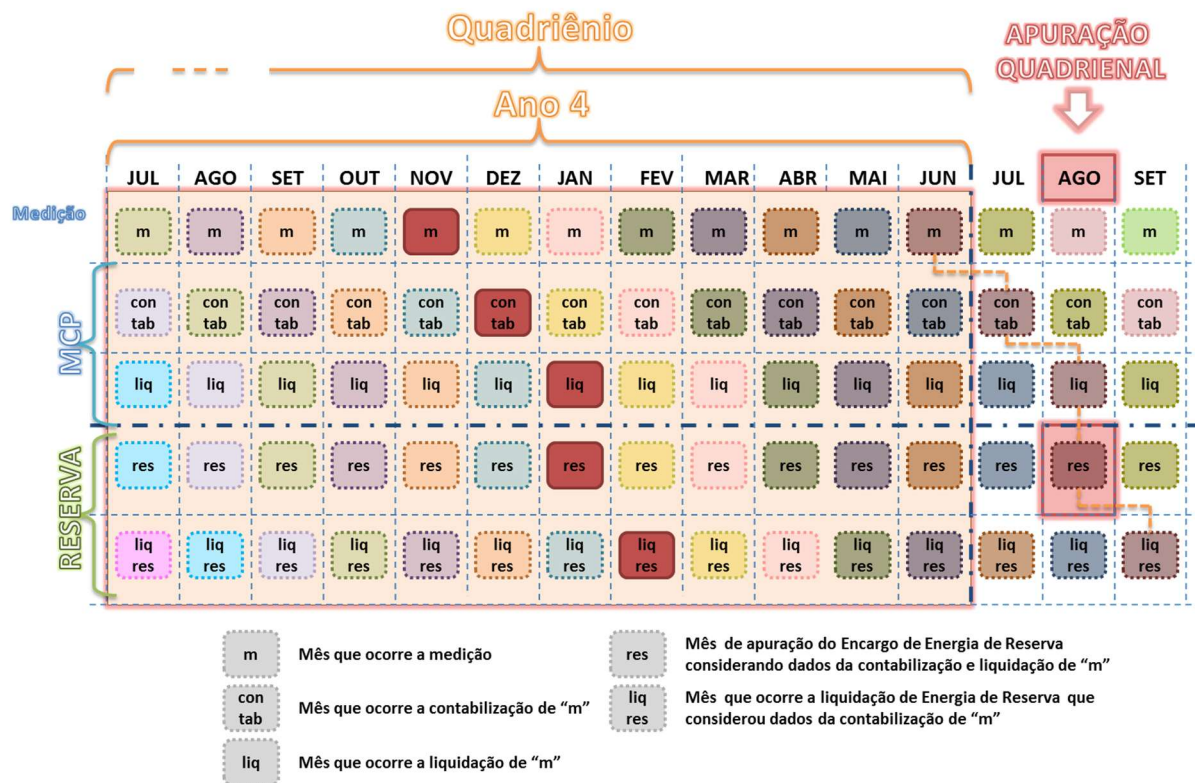 Quadriênio
APURAÇÃO
QUADRIENAL
Ano 4
JUL AGO SET OUT NOV DEZ JAN FEV MAR ABR MAI JUN JUL AGO SET
Medição
m m m m m m m m m m m m m m m
MCP
con con con con con con con con con con con con con con con
tab tab tab tab tab tab tab tab tab tab tab tab tab tab tab
liq liq liq liq liq liq liq liq liq liq liq liq liq liq liq
RESERVA
res res res res res res res res res res res res res res res
liq liq liq liq liq liq liq liq liq liq liq liq liq liq liq
res res res res res res res res res res res res res res res
m
Mês que ocorre a medição
con
tab
Mês que ocorre a contabilização de “m”
liq
Mês que ocorre a liquidação de “m”
res
Mês de apuração do Encargo de Energia de Reserva
considerando dados da contabilização e liquidação de “m”
liq
res
Mês que ocorre a liquidação de Energia de Reserva que
considerou dados da contabilização de “m”